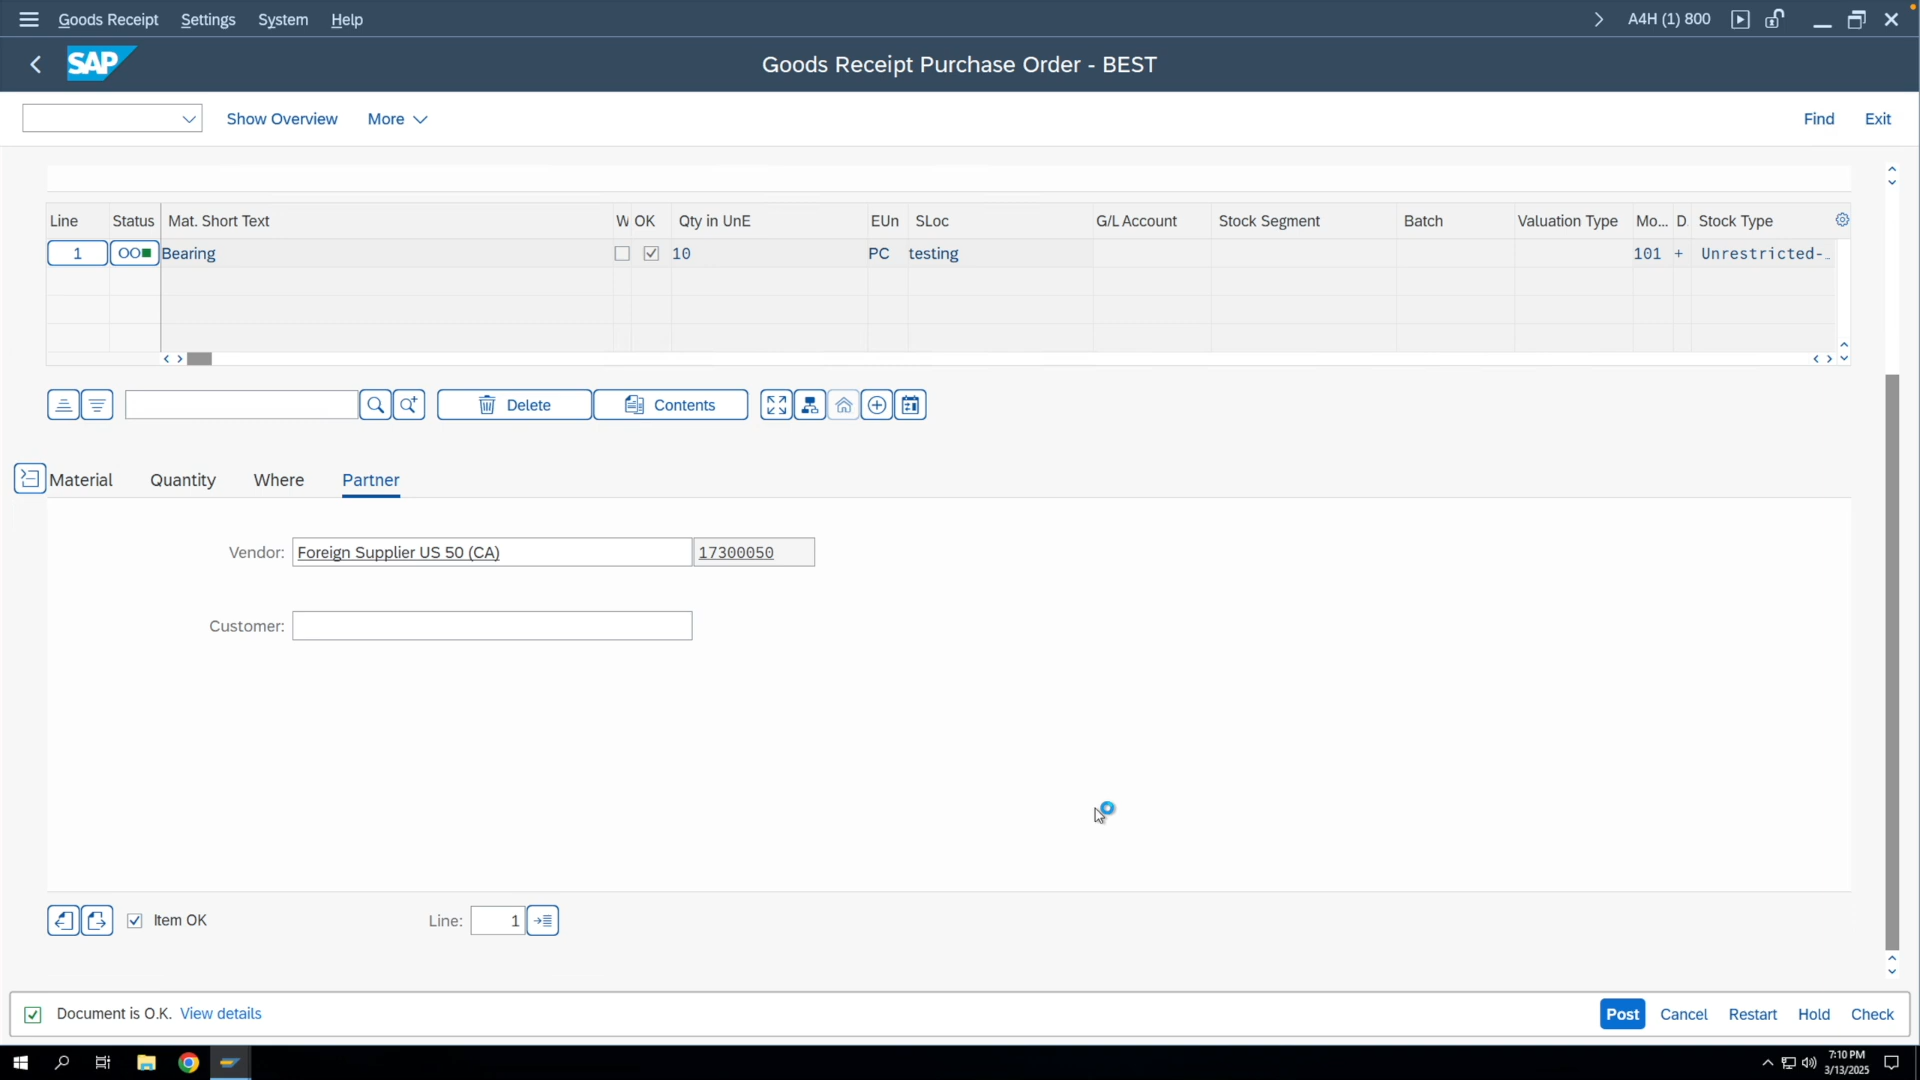 Goods Receipt Settings System Help A4H (1) 800
SAP Goods Receipt Purchase Order - BEST
Show Overview More Find Exit
Line Status Mat. Short Text W OK Qty in UnE EUn SLoc G/L Account Stock Segment Batch Valuation Type Mo... D Stock Type
1 Bearing 10 PC testing 101 + Unrestricted-..
Delete Contents
Material Quantity Where Partner
Vendor: Foreign Supplier US 50 (CA) 17300050
Customer:
Item OK Line: 1
Document is O.K. View details Post Cancel Restart Hold Check
7:10 PM
3/13/2025